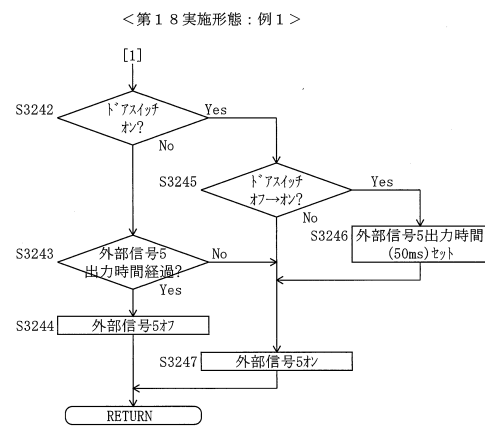 ＜第１８実施形態：例１＞
[1]
S3242
ﾄﾞｱｽｲｯﾁ
ｵﾝ?
Yes
No
S3245
ﾄﾞｱｽｲｯﾁ
ｵﾌ→ｵﾝ?
Yes
No
S3246
外部信号5出力時間
(50ms)ｾｯﾄ
S3243
外部信号5
出力時間経過?
No
Yes
S3244
外部信号5ｵﾌ
S3247
外部信号5ｵﾝ
RETURN